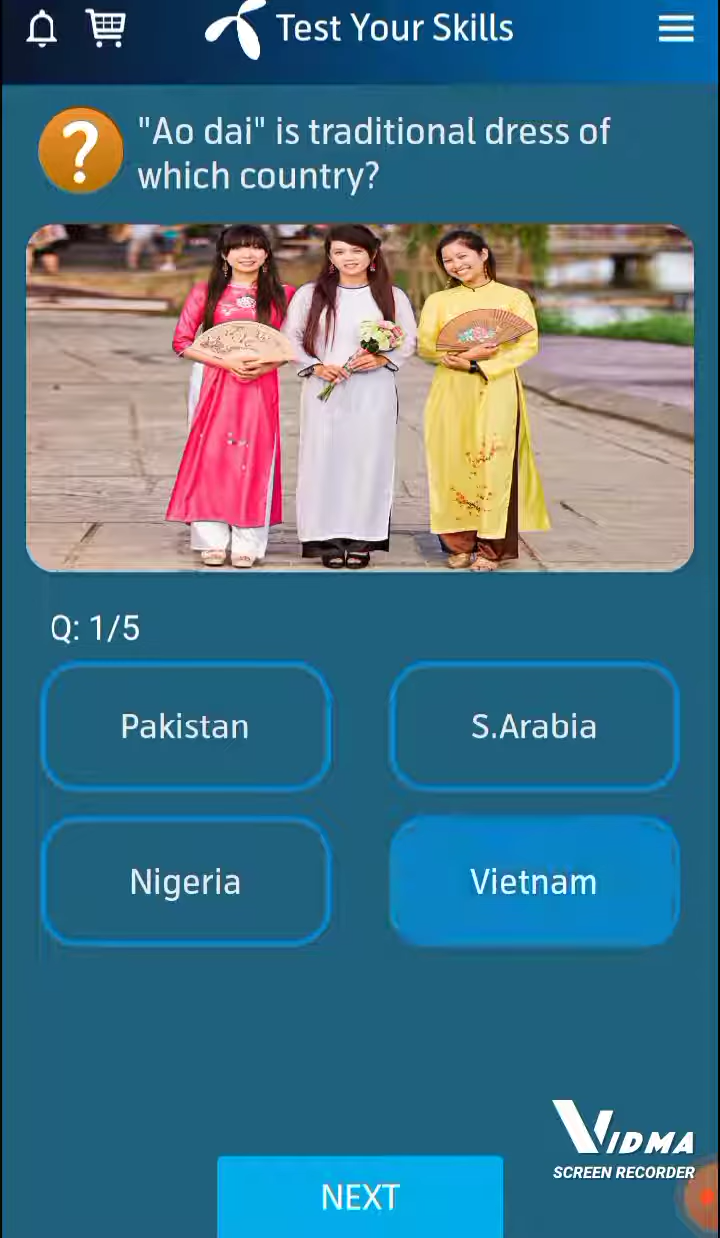 Test Your Skills
"Ao dai" is traditional dress of
which country?
Q: 1/5
Pakistan
S.Arabia
Nigeria
Vietnam
VIDMA
SCREEN RECORDER
NEXT